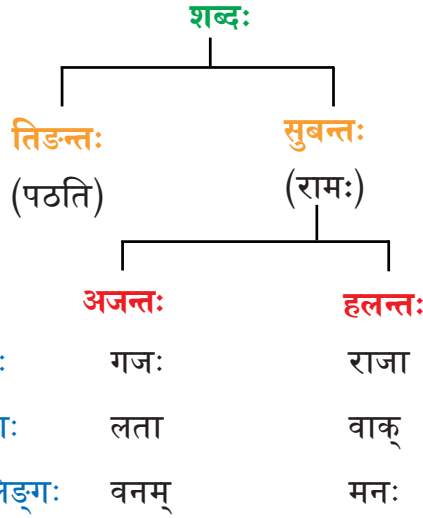 शब्दः
तिङन्तः सुबन्तः
(पठति) (रामः)
अजन्तः हलन्तः
गजः राजा
लता वाक्
वनम् मनः